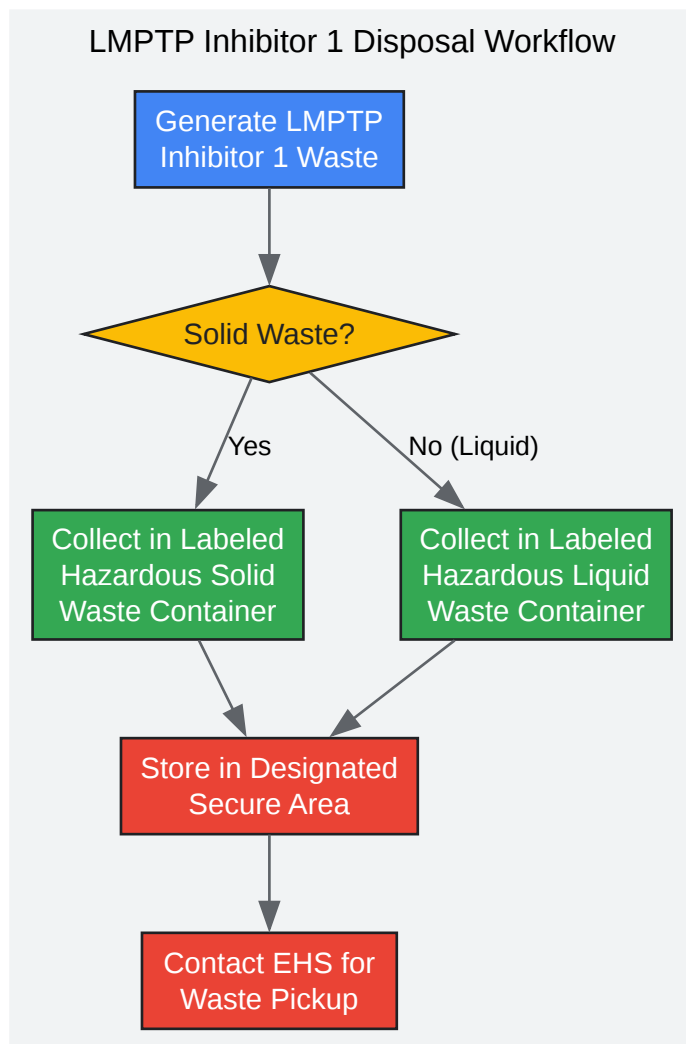 LMPTP Inhibitor 1 Disposal Workflow
Generate LMPTP
Inhibitor 1 Waste
Solid Waste?
Yes
No (Liquid)
Collect in Labeled
Hazardous Solid
Waste Container
Collect in Labeled
Hazardous Liquid
Waste Container
Store in Designated
Secure Area
Contact EHS for
Waste Pickup